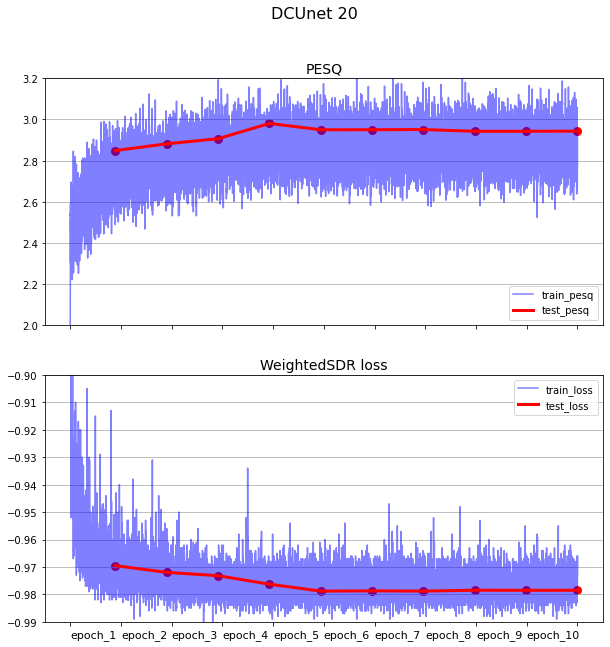 DCUnet 20
PESQ
3.2
3.0
2.8
2.6
2.4
2.2
2.0
train_pesq
test_pesq
WeightedSDR loss
−0.90
−0.91
−0.92
−0.93
−0.94
−0.95
−0.96
−0.97
−0.98
−0.99
train_loss
test_loss
epoch_1 epoch_2 epoch_3 epoch_4 epoch_5 epoch_6 epoch_7 epoch_8 epoch_9 epoch_10